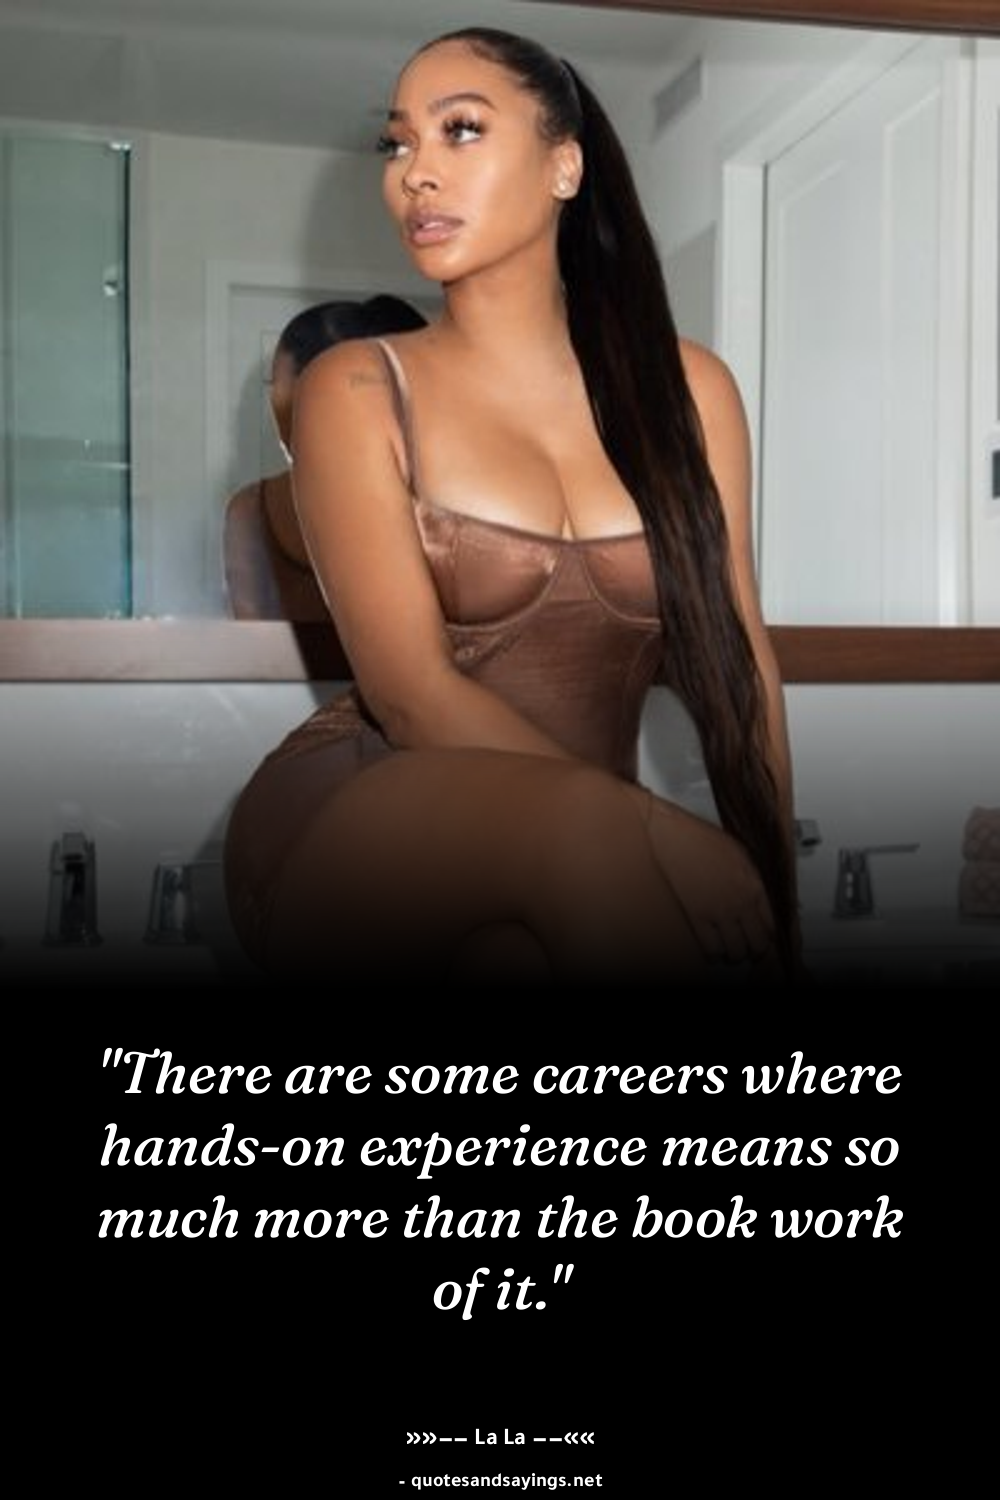 "There are some careers where
hands-on experience means so
much more than the book work
of it."
»»–– La La ––««
- quotesandsayings.net